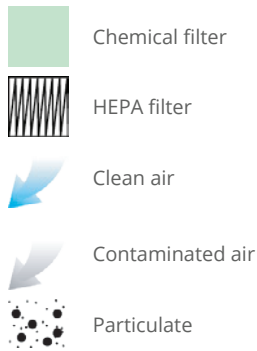 Chemical filter
HEPA filter
Clean air
Contaminated air
Particulate